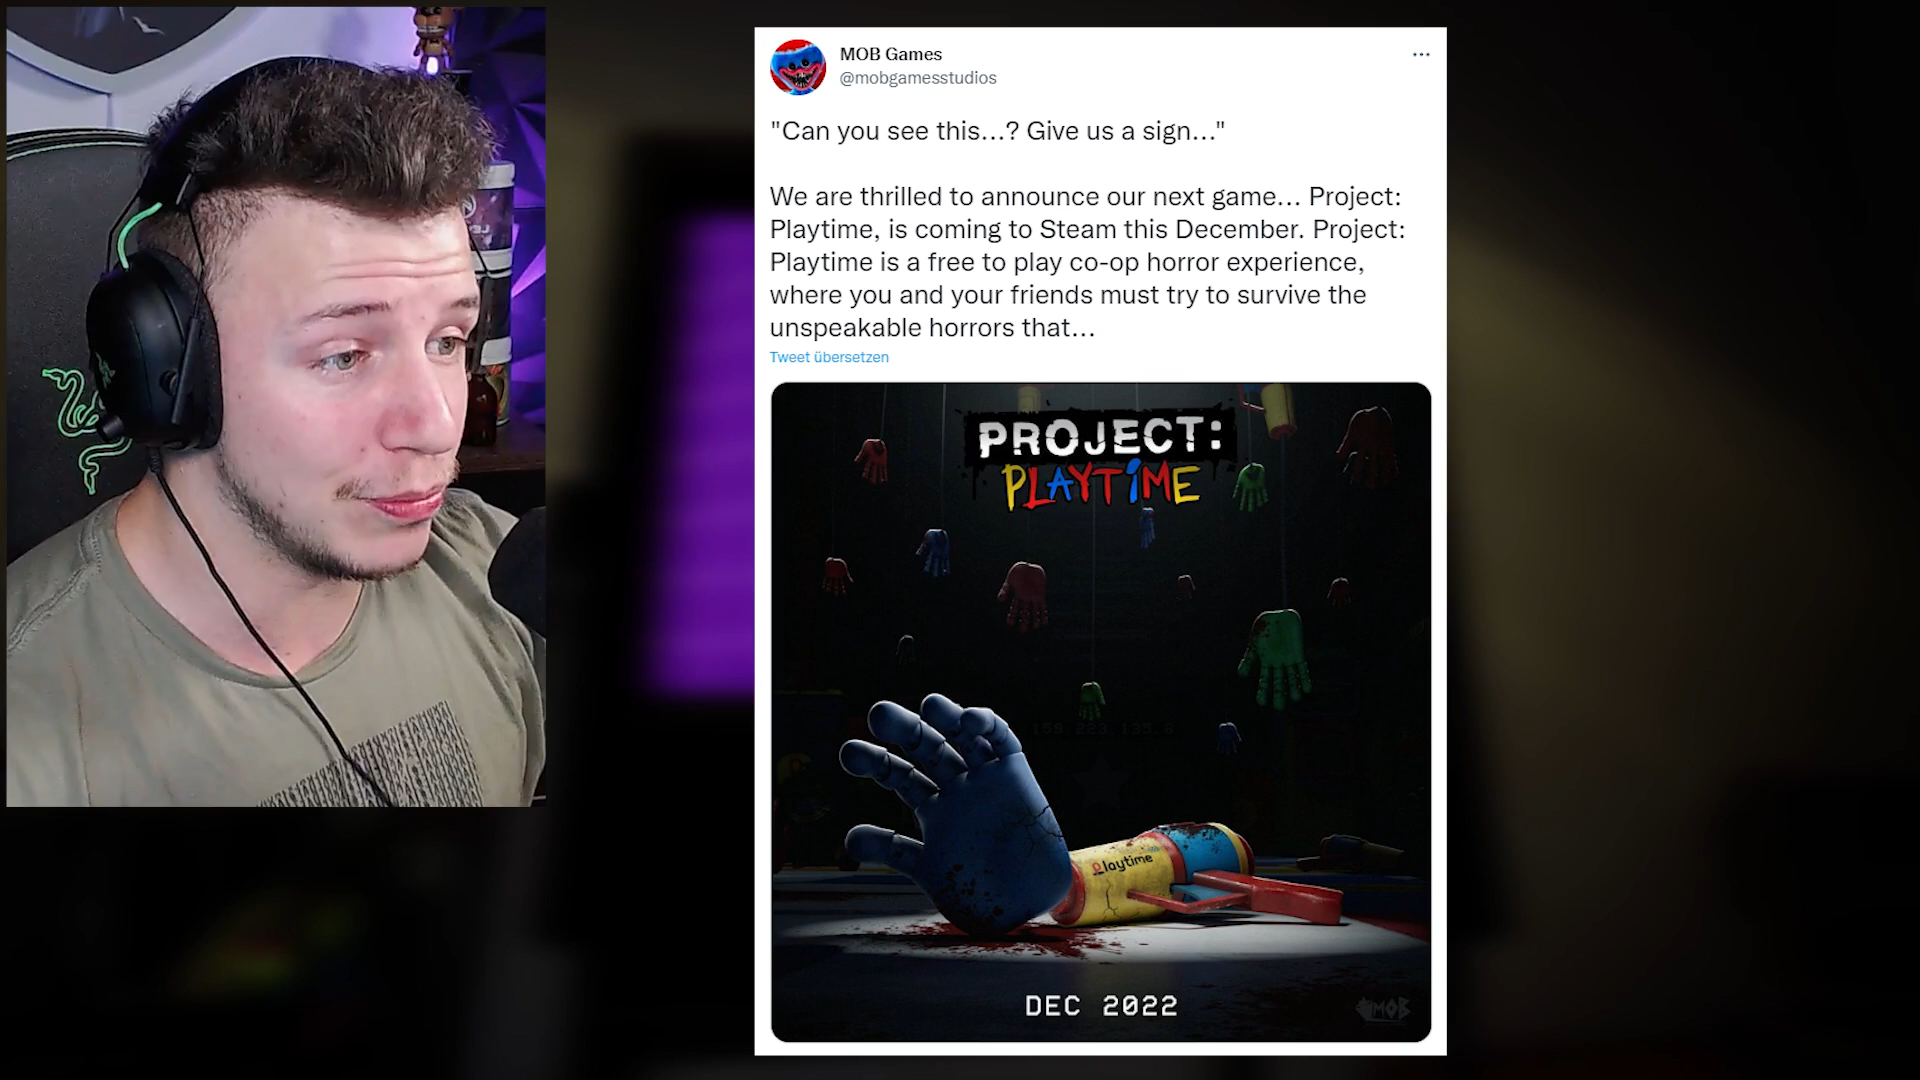 MOB Games
@mobgamesstudios
"Can you see this...? Give us a sign..."
We are thrilled to announce our next game... Project:
Playtime, is coming to Steam this December. Project:
Playtime is a free to play co-op horror experience,
where you and your friends must try to survive the
unspeakable horrors that...
Tweet übersetzen
PROJECT:
PLAYTIME
Playtime
DEC 2022
MOB